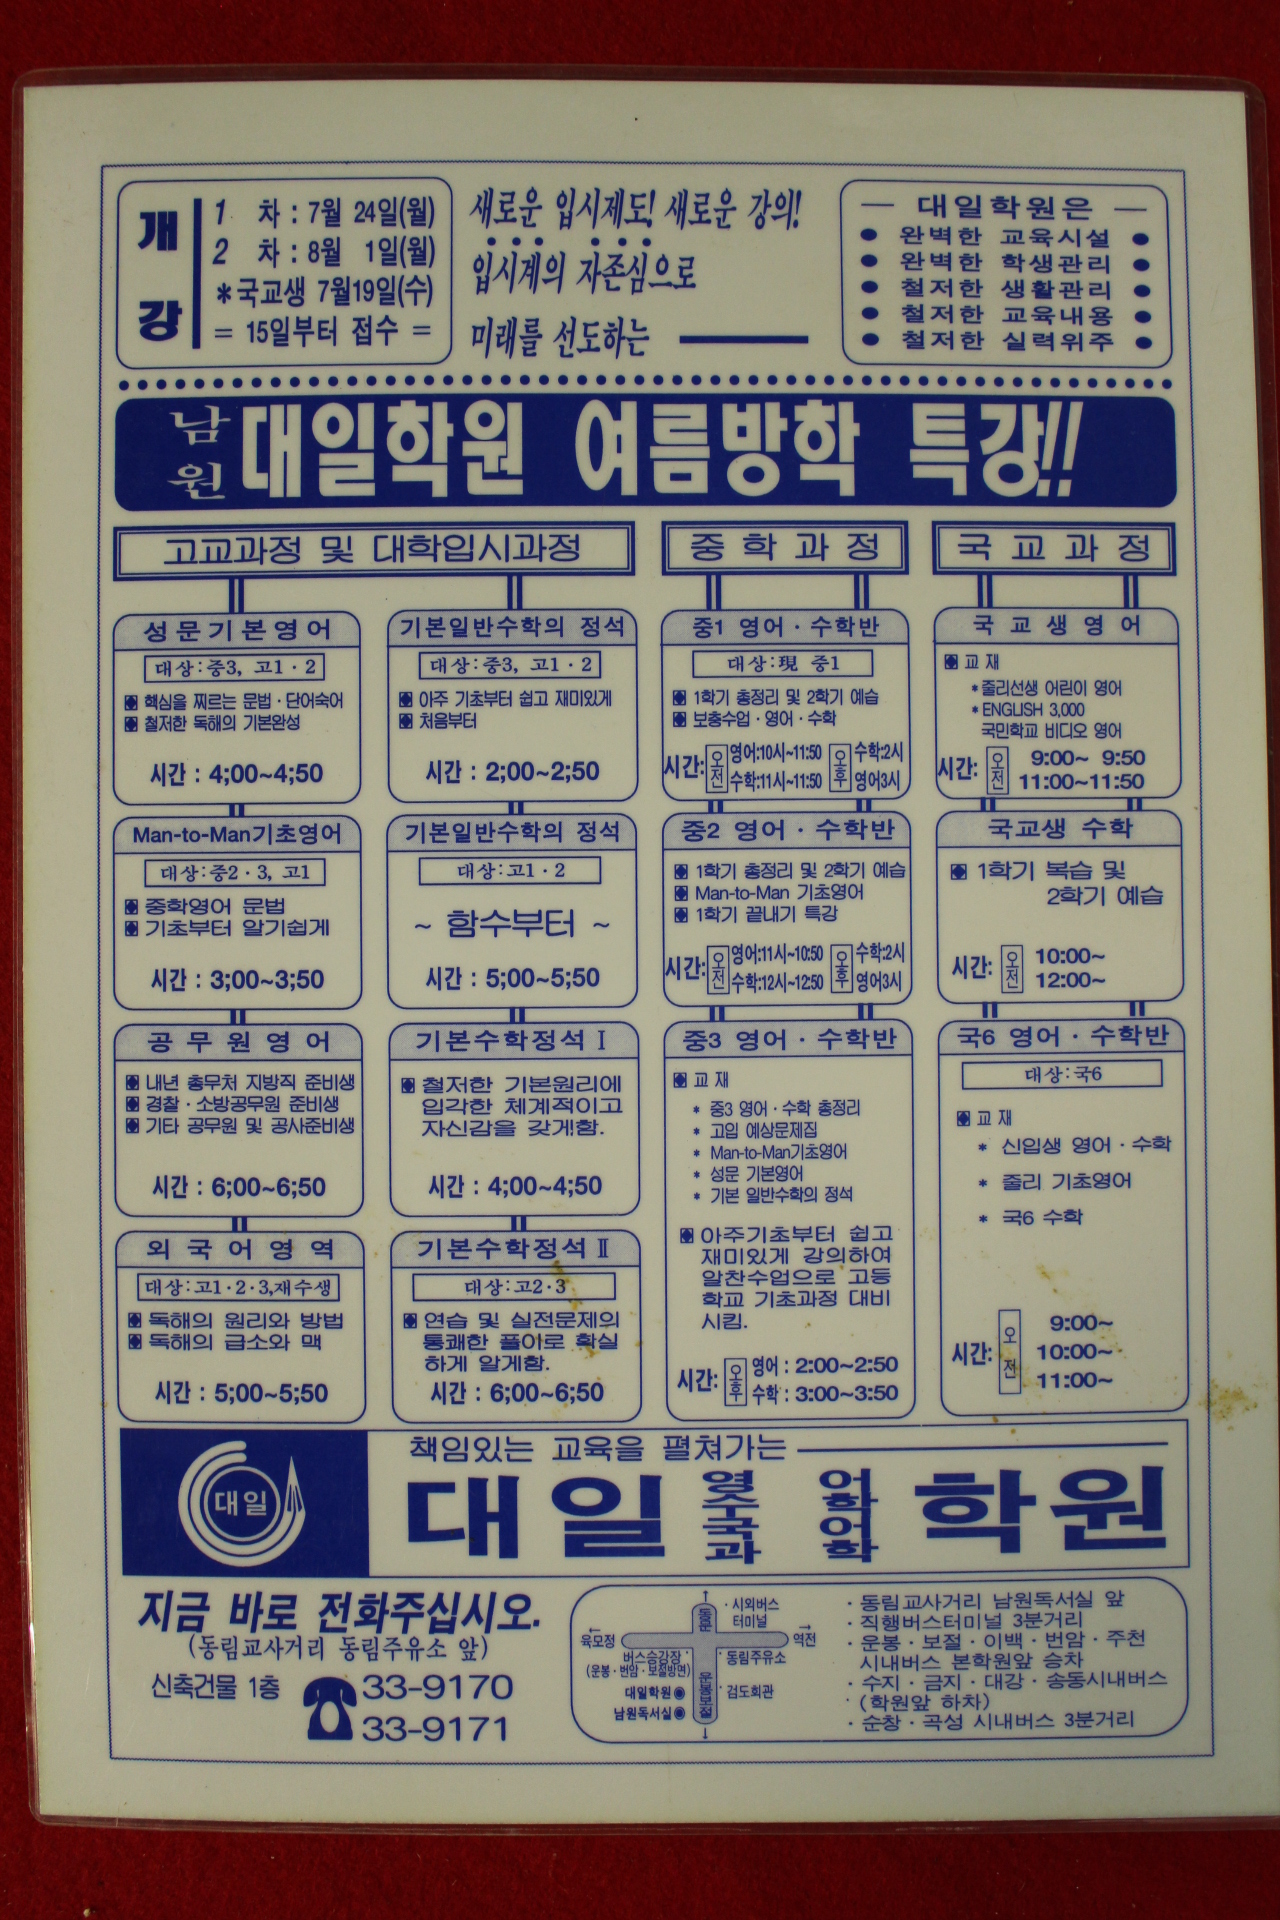 개강
1 차 : 7월 24일(월)
2 차 : 8월 1일(월)
*국교생 7월19일(수)
= 15일부터 접수 =
새로운 입시제도! 새로운 강의!
입시계의 자존심으로
미래를 선도하는
대일학원은
● 완벽한 교육시설 ●
● 완벽한 학생관리 ●
● 철저한 생활관리 ●
● 철저한 교육내용 ●
● 철저한 실력위주 ●
남원 대일학원 여름방학 특강!!
고교과정 및 대학입시과정
성문기본영어
대상:중3, 고1·2
핵심을 찌르는 문법·단어숙어
철저한 독해의 기본완성
시간 : 4;00~4;50
Man-to-Man기초영어
대상:중2·3, 고1
중학영어 문법
기초부터 알기쉽게
시간 : 3;00~3;50
공무원영어
내년 총무처 지방직 준비생
경찰·소방공무원 준비생
기타 공무원 및 공사준비생
시간 : 6;00~6;50
외국어영역
대상:고1·2·3,재수생
독해의 원리와 방법
독해의 급소와 맥
시간 : 5;00~5;50
기본일반수학의 정석
대상:중3, 고1·2
아주 기초부터 쉽고 재미있게
처음부터
시간 : 2;00~2;50
기본일반수학의 정석
대상:고1·2
~ 함수부터 ~
시간 : 5;00~5;50
기본수학정석 Ⅰ
철저한 기본원리에
입각한 체계적이고
자신감을 갖게함.
시간 : 4;00~4;50
기본수학정석 Ⅱ
대상:고2·3
연습 및 실전문제의
통쾌한 풀이로 확실
하게 알게함.
시간 : 6;00~6;50
중학과정
중1 영어·수학반
대상:現 중1
1학기 총정리 및 2학기 예습
보충수업·영어·수학
시간: 오전 영어:10시~11:50 오후 수학:2시
수학:11시~11:50 영어3시
중2 영어·수학반
1학기 총정리 및 2학기 예습
Man-to-Man 기초영어
1학기 끝내기 특강
시간: 오전 영어:11시~10:50 오후 수학:2시
수학:12시~12:50 영어3시
중3 영어·수학반
교재
* 중3 영어·수학 총정리
* 고입 예상문제집
* Man-to-Man기초영어
* 성문 기본영어
* 기본 일반수학의 정석
아주기초부터 쉽고
재미있게 강의하여
알찬수업으로 고등
학교 기초과정 대비
시킴.
시간: 오후 영어 : 2:00~2:50
수학 : 3:00~3:50
국교과정
국교생영어
교재
*줄리선생 어린이 영어
*ENGLISH 3,000
국민학교 비디오 영어
시간: 오전 9:00~ 9:50
11:00~11:50
국교생 수학
1학기 복습 및
2학기 예습
시간: 오전 10:00~
12:00~
국6 영어·수학반
대상:국6
교재
* 신입생 영어·수학
* 줄리 기초영어
* 국6 수학
시간: 오전 9:00~
10:00~
11:00~
대일
책임있는 교육을 펼쳐가는
대일 영어 수학 국어 과학 학원
지금 바로 전화주십시오.
(동림교사거리 동림주유소 앞)
신축건물 1층
☎ 33-9170
33-9171
·시외버스
터미널
육모정
역전
버스승강장·
(운봉·번암·보절방면)
·동림주유소
대일학원◉
·검도회관
남원독서실◉
운봉보절
·동림교사거리 남원독서실 앞
·직행버스터미널 3분거리
·운봉·보절·이백·번암·주천
시내버스 본학원앞 승차
·수지·금지·대강·송동시내버스
·(학원앞 하차)
·순창·곡성 시내버스 3분거리